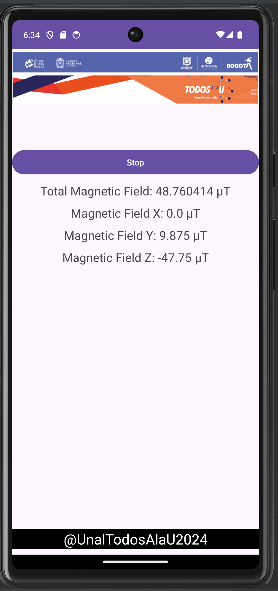 6:34
BOGOTÁ
TODOS
U
Stop
Total Magnetic Field: 48.760414 µT
Magnetic Field X: 0.0 µT
Magnetic Field Y: 9.875 µT
Magnetic Field Z: -47.75 µT
@UnalTodosAlaU2024